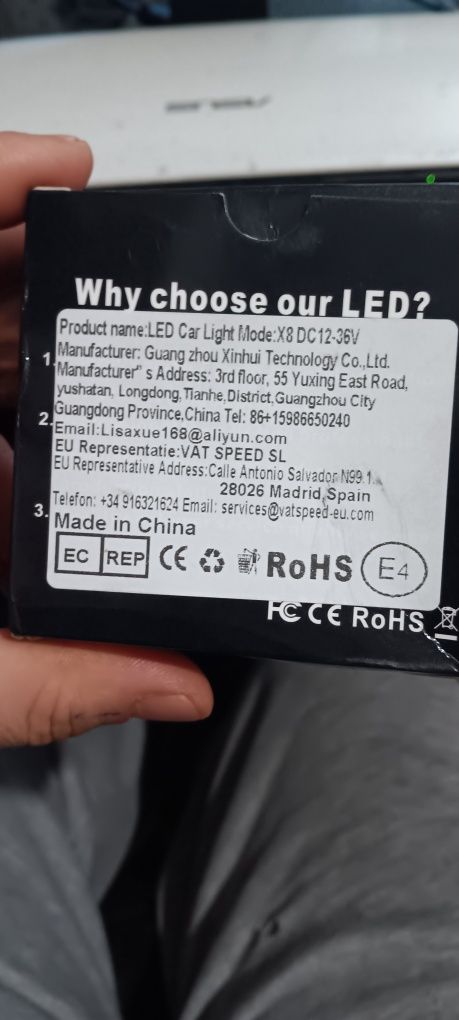 Why choose our LED?
Product name:LED Car Light Mode:X8 DC12-36V
1.
Manufacturer: Guang zhou Xinhui Technology Co.,Ltd.
Manufacturer" s Address: 3rd floor, 55 Yuxing East Road,
yushatan, Longdong,Tianhe,District,Guangzhou City
2.
Guangdong Province,China Tel: 86+15986650240
Email:Lisaxue168@aliyun.com
EU Representatie:VAT SPEED SL
EU Representative Address:Calle Antonio Salvador N99.1.
28026 Madrid,Spain
3.
Telefon: +34 916321624 Email: services@vatspeed-eu.com
Made in China
EC REP CE RoHS E4
FC CE RoHS